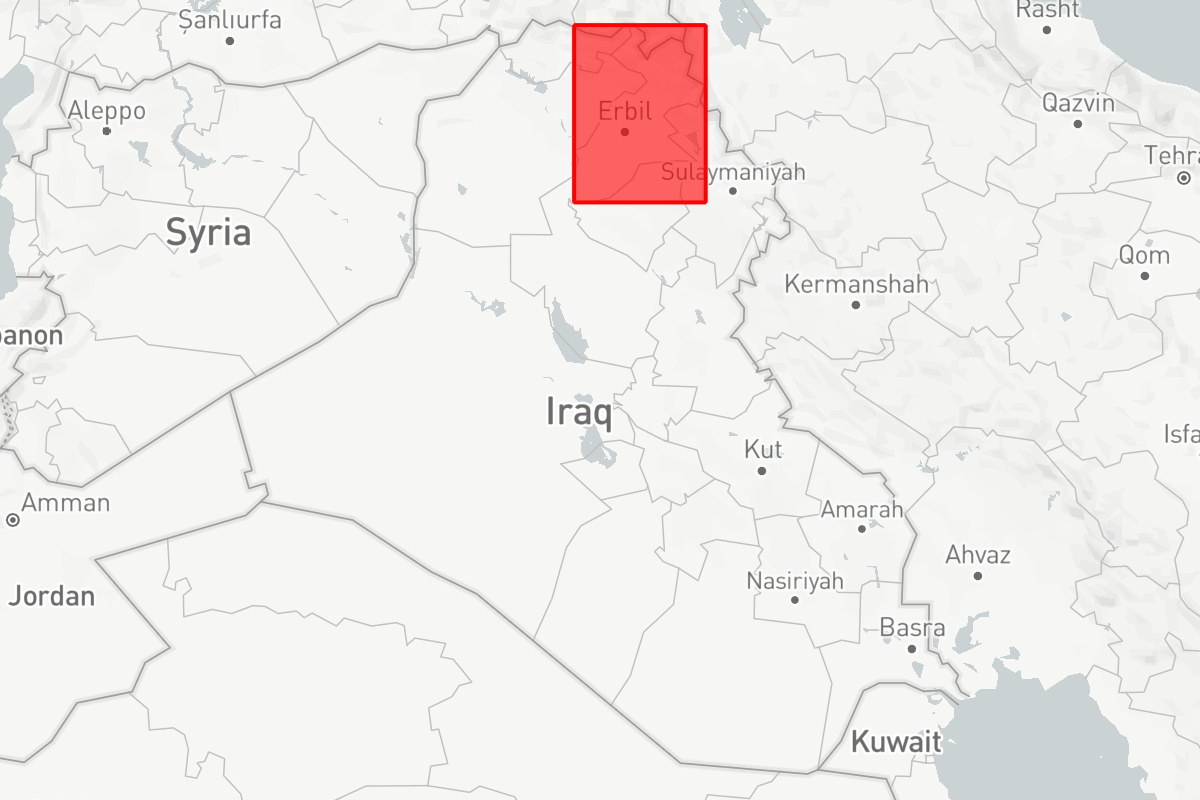 Rasht
Şanlıurfa
Aleppo
Erbil
Qazvin
Tehra
Sulaymaniyah
Syria
Qom
Kermanshah
banon
Iraq
Isfa
Kut
Amman
Amarah
Ahvaz
Nasiriyah
Jordan
Basra
Kuwait